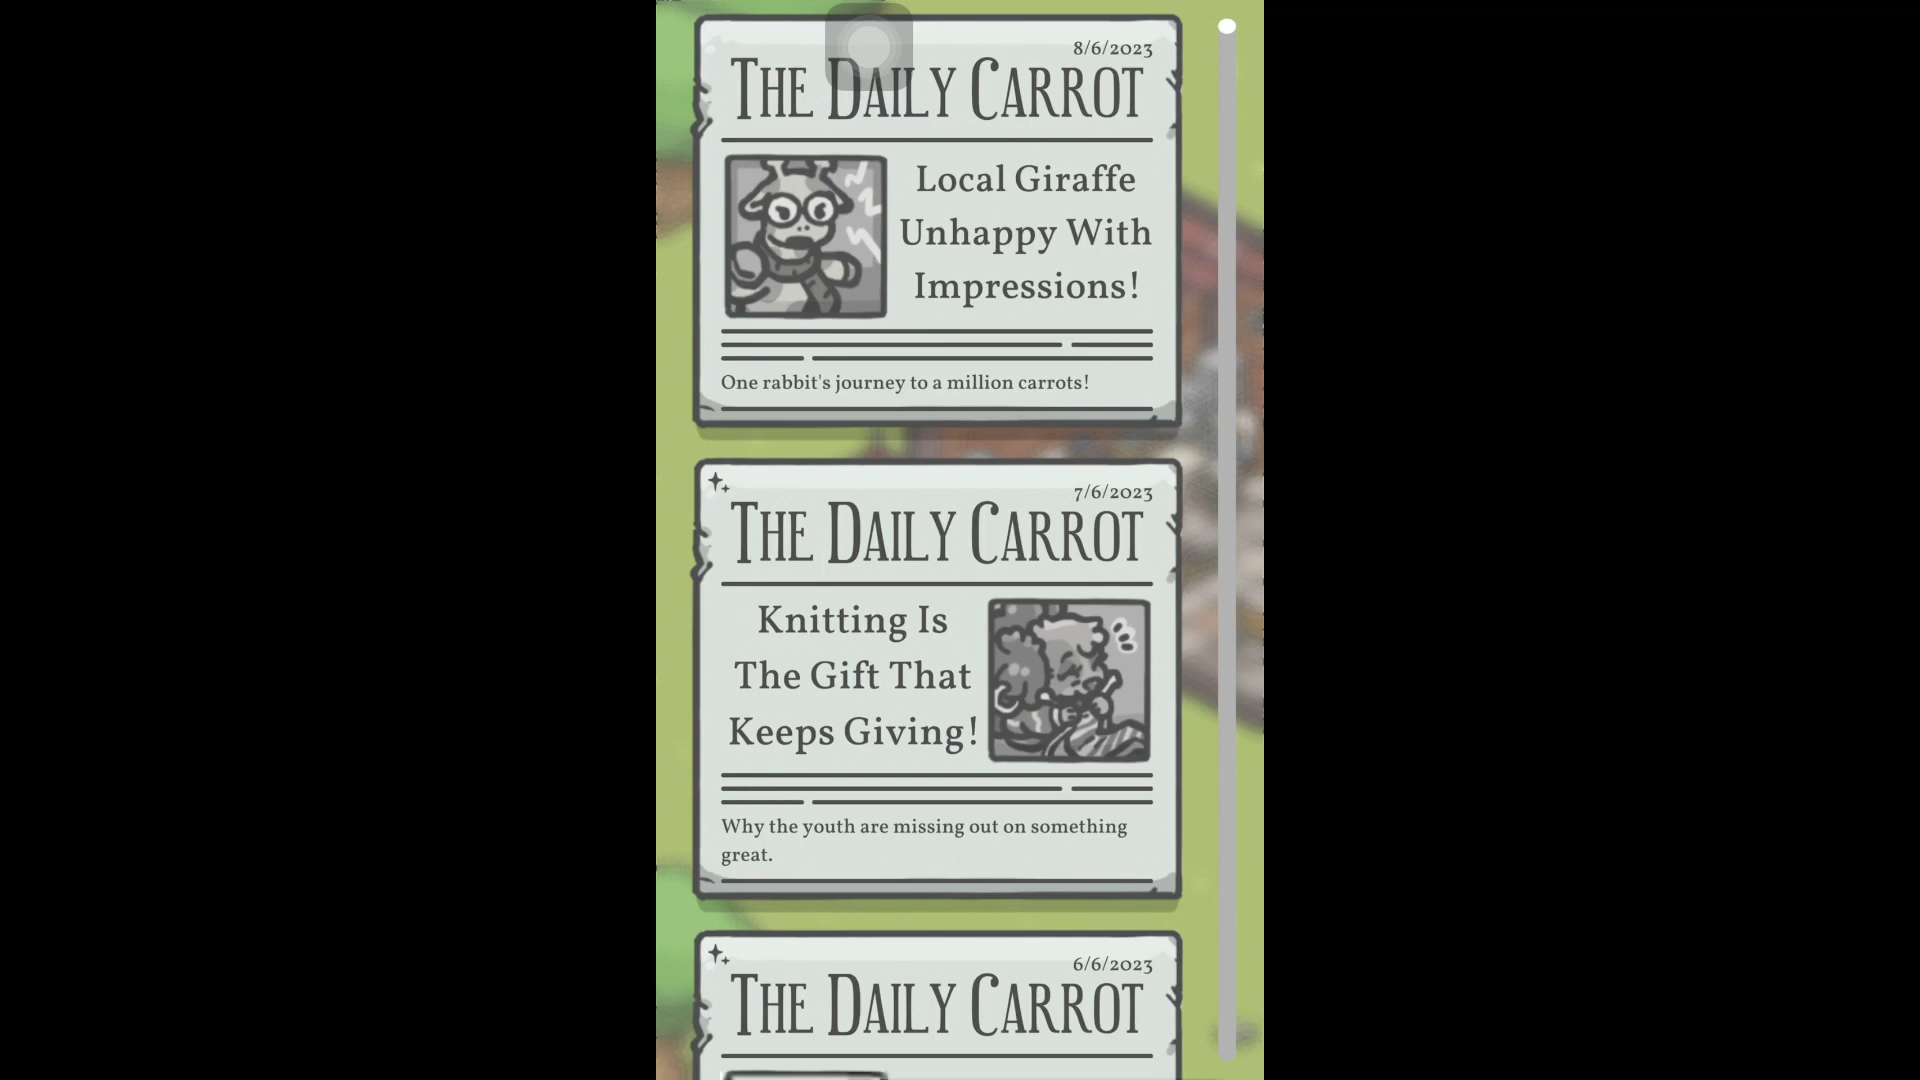 8/6/2023
THE DAILY CARROT
Local Giraffe
Unhappy With
Impressions!
One rabbit's journey to a million carrots!
7/6/2023
THE DAILY CARROT
Knitting Is
The Gift That
Keeps Giving!
Why the youth are missing out on something
great.
6/6/2023
THE DAILY CARROT